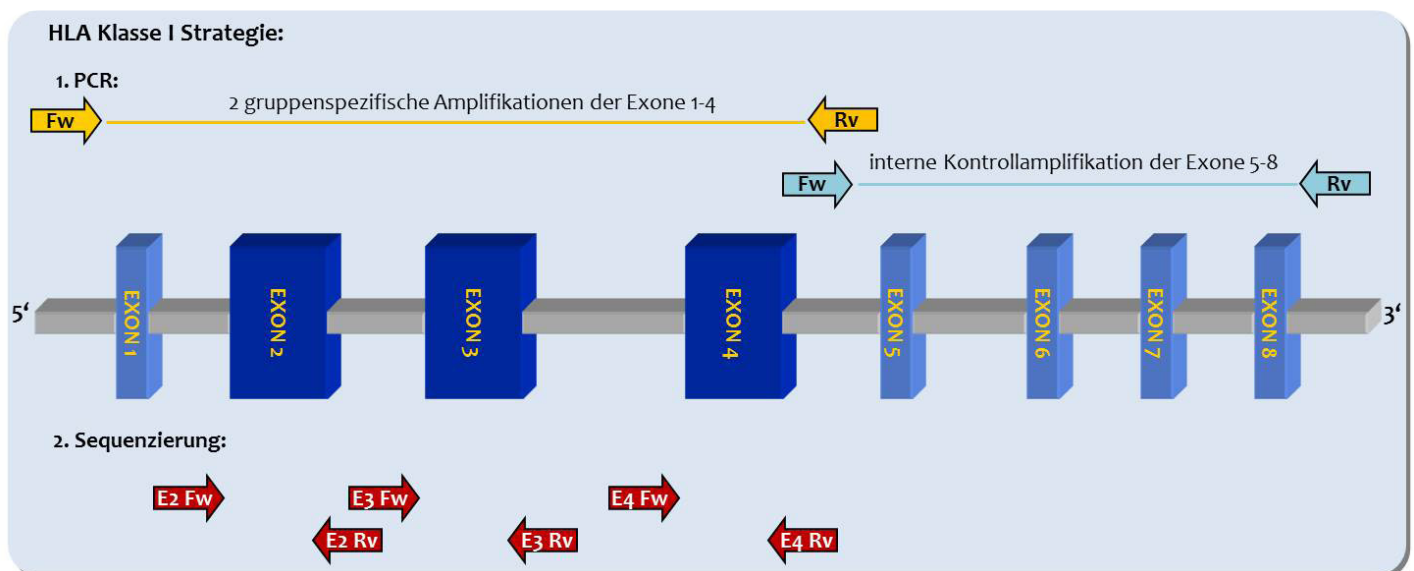 HLA Klasse I Strategie:
1. PCR:
2 gruppenspezifische Amplifikationen der Exone 1-4
Fw
Rv
interne Kontrollamplifikation der Exone 5-8
Fw
Rv
5‘
EXON 1
EXON 2
EXON 3
EXON 4
EXON 5
EXON 6
EXON 7
EXON 8
3‘
2. Sequenzierung:
E2 Fw
E3 Fw
E4 Fw
E2 Rv
E3 Rv
E4 Rv